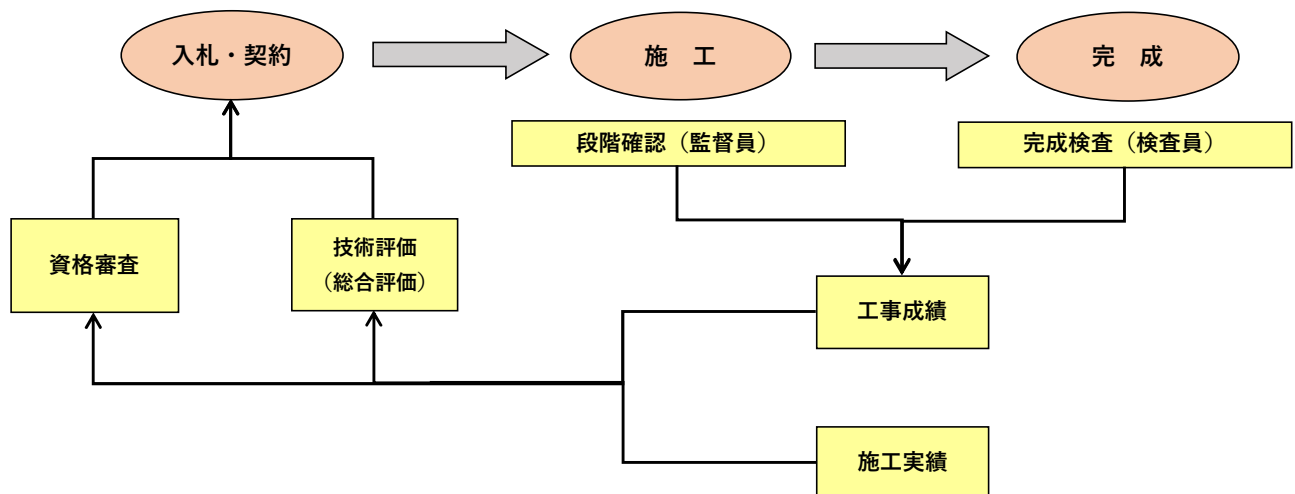 入札・契約
施　工
完　成
段階確認（監督員）
完成検査（検査員）
資格審査
技術評価
（総合評価）
工事成績
施工実績